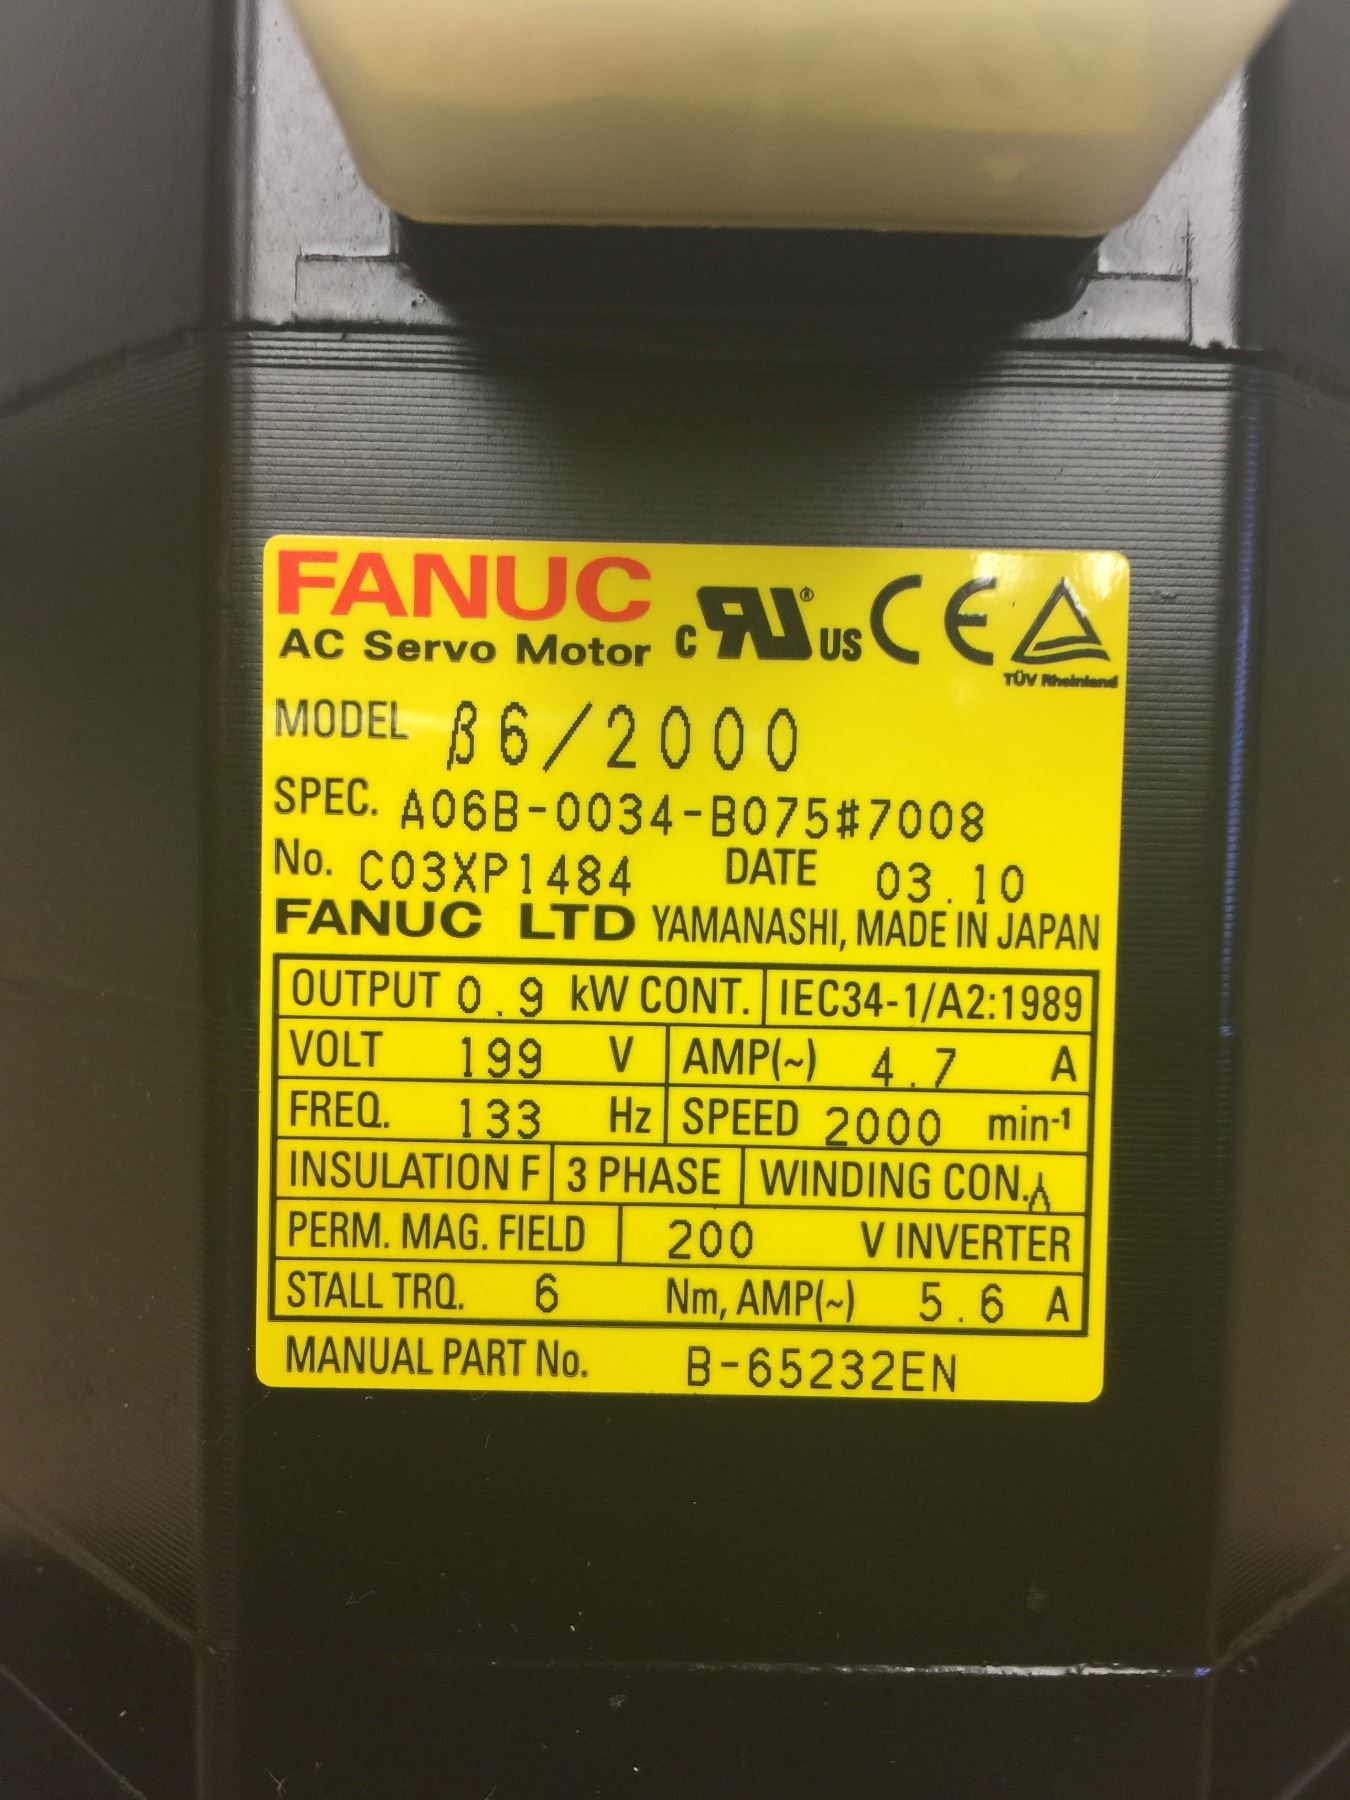 FANUC
AC Servo Motor c RU® US CE TÜV Rheinland
MODEL β6/2000
SPEC. A06B-0034-B075#7008
No. C03XP1484 DATE 03.10
FANUC LTD YAMANASHI, MADE IN JAPAN
OUTPUT 0.9 kW CONT. IEC34-1/A2:1989
VOLT 199 V AMP(~) 4.7 A
FREQ. 133 Hz SPEED 2000 min-1
INSULATION F 3 PHASE WINDING CON. Y
PERM. MAG. FIELD 200 V INVERTER
STALL TRQ. 6 Nm, AMP(~) 5.6 A
MANUAL PART No. B-65232EN